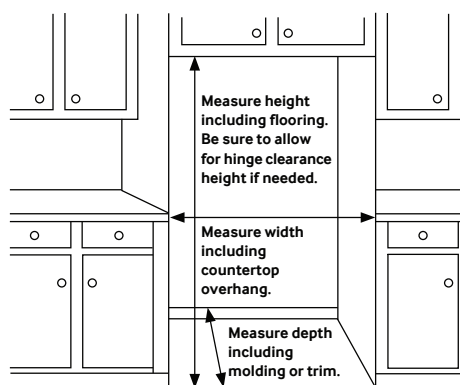 Measure height
including flooring.
Be sure to allow
for hinge clearance
height if needed.
Measure width
including
countertop
overhang.
Measure depth
including
molding or trim.